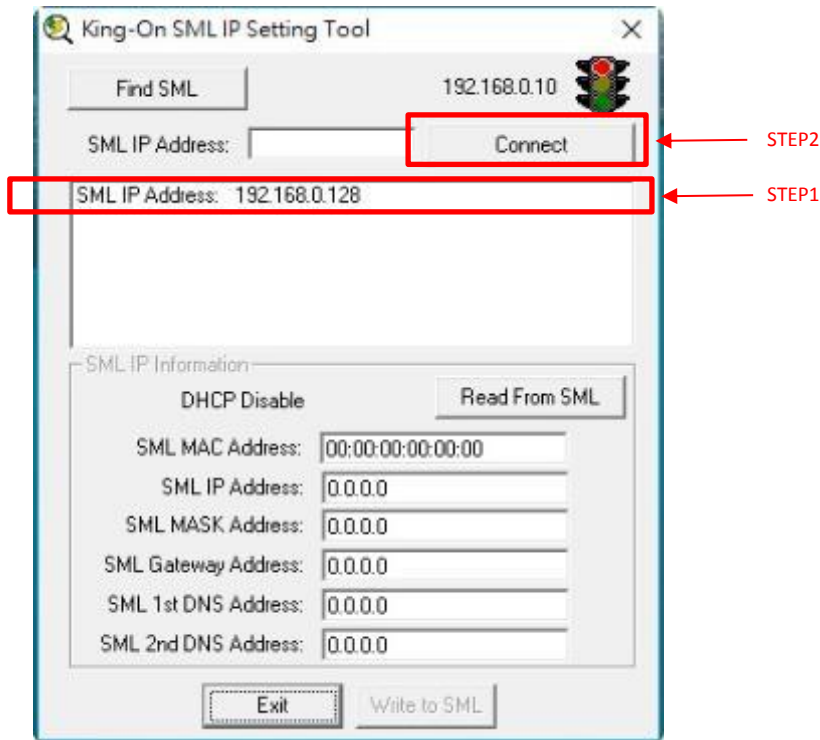 King-On SML IP Setting Tool
Find SML
192.168.0.10
SML IP Address:
Connect
STEP2
SML IP Address: 192.168.0.128
STEP1
SML IP Information
DHCP Disable
Read From SML
SML MAC Address: 00:00:00:00:00:00
SML IP Address: 0.0.0.0
SML MASK Address: 0.0.0.0
SML Gateway Address: 0.0.0.0
SML 1st DNS Address: 0.0.0.0
SML 2nd DNS Address: 0.0.0.0
Exit
Write to SML